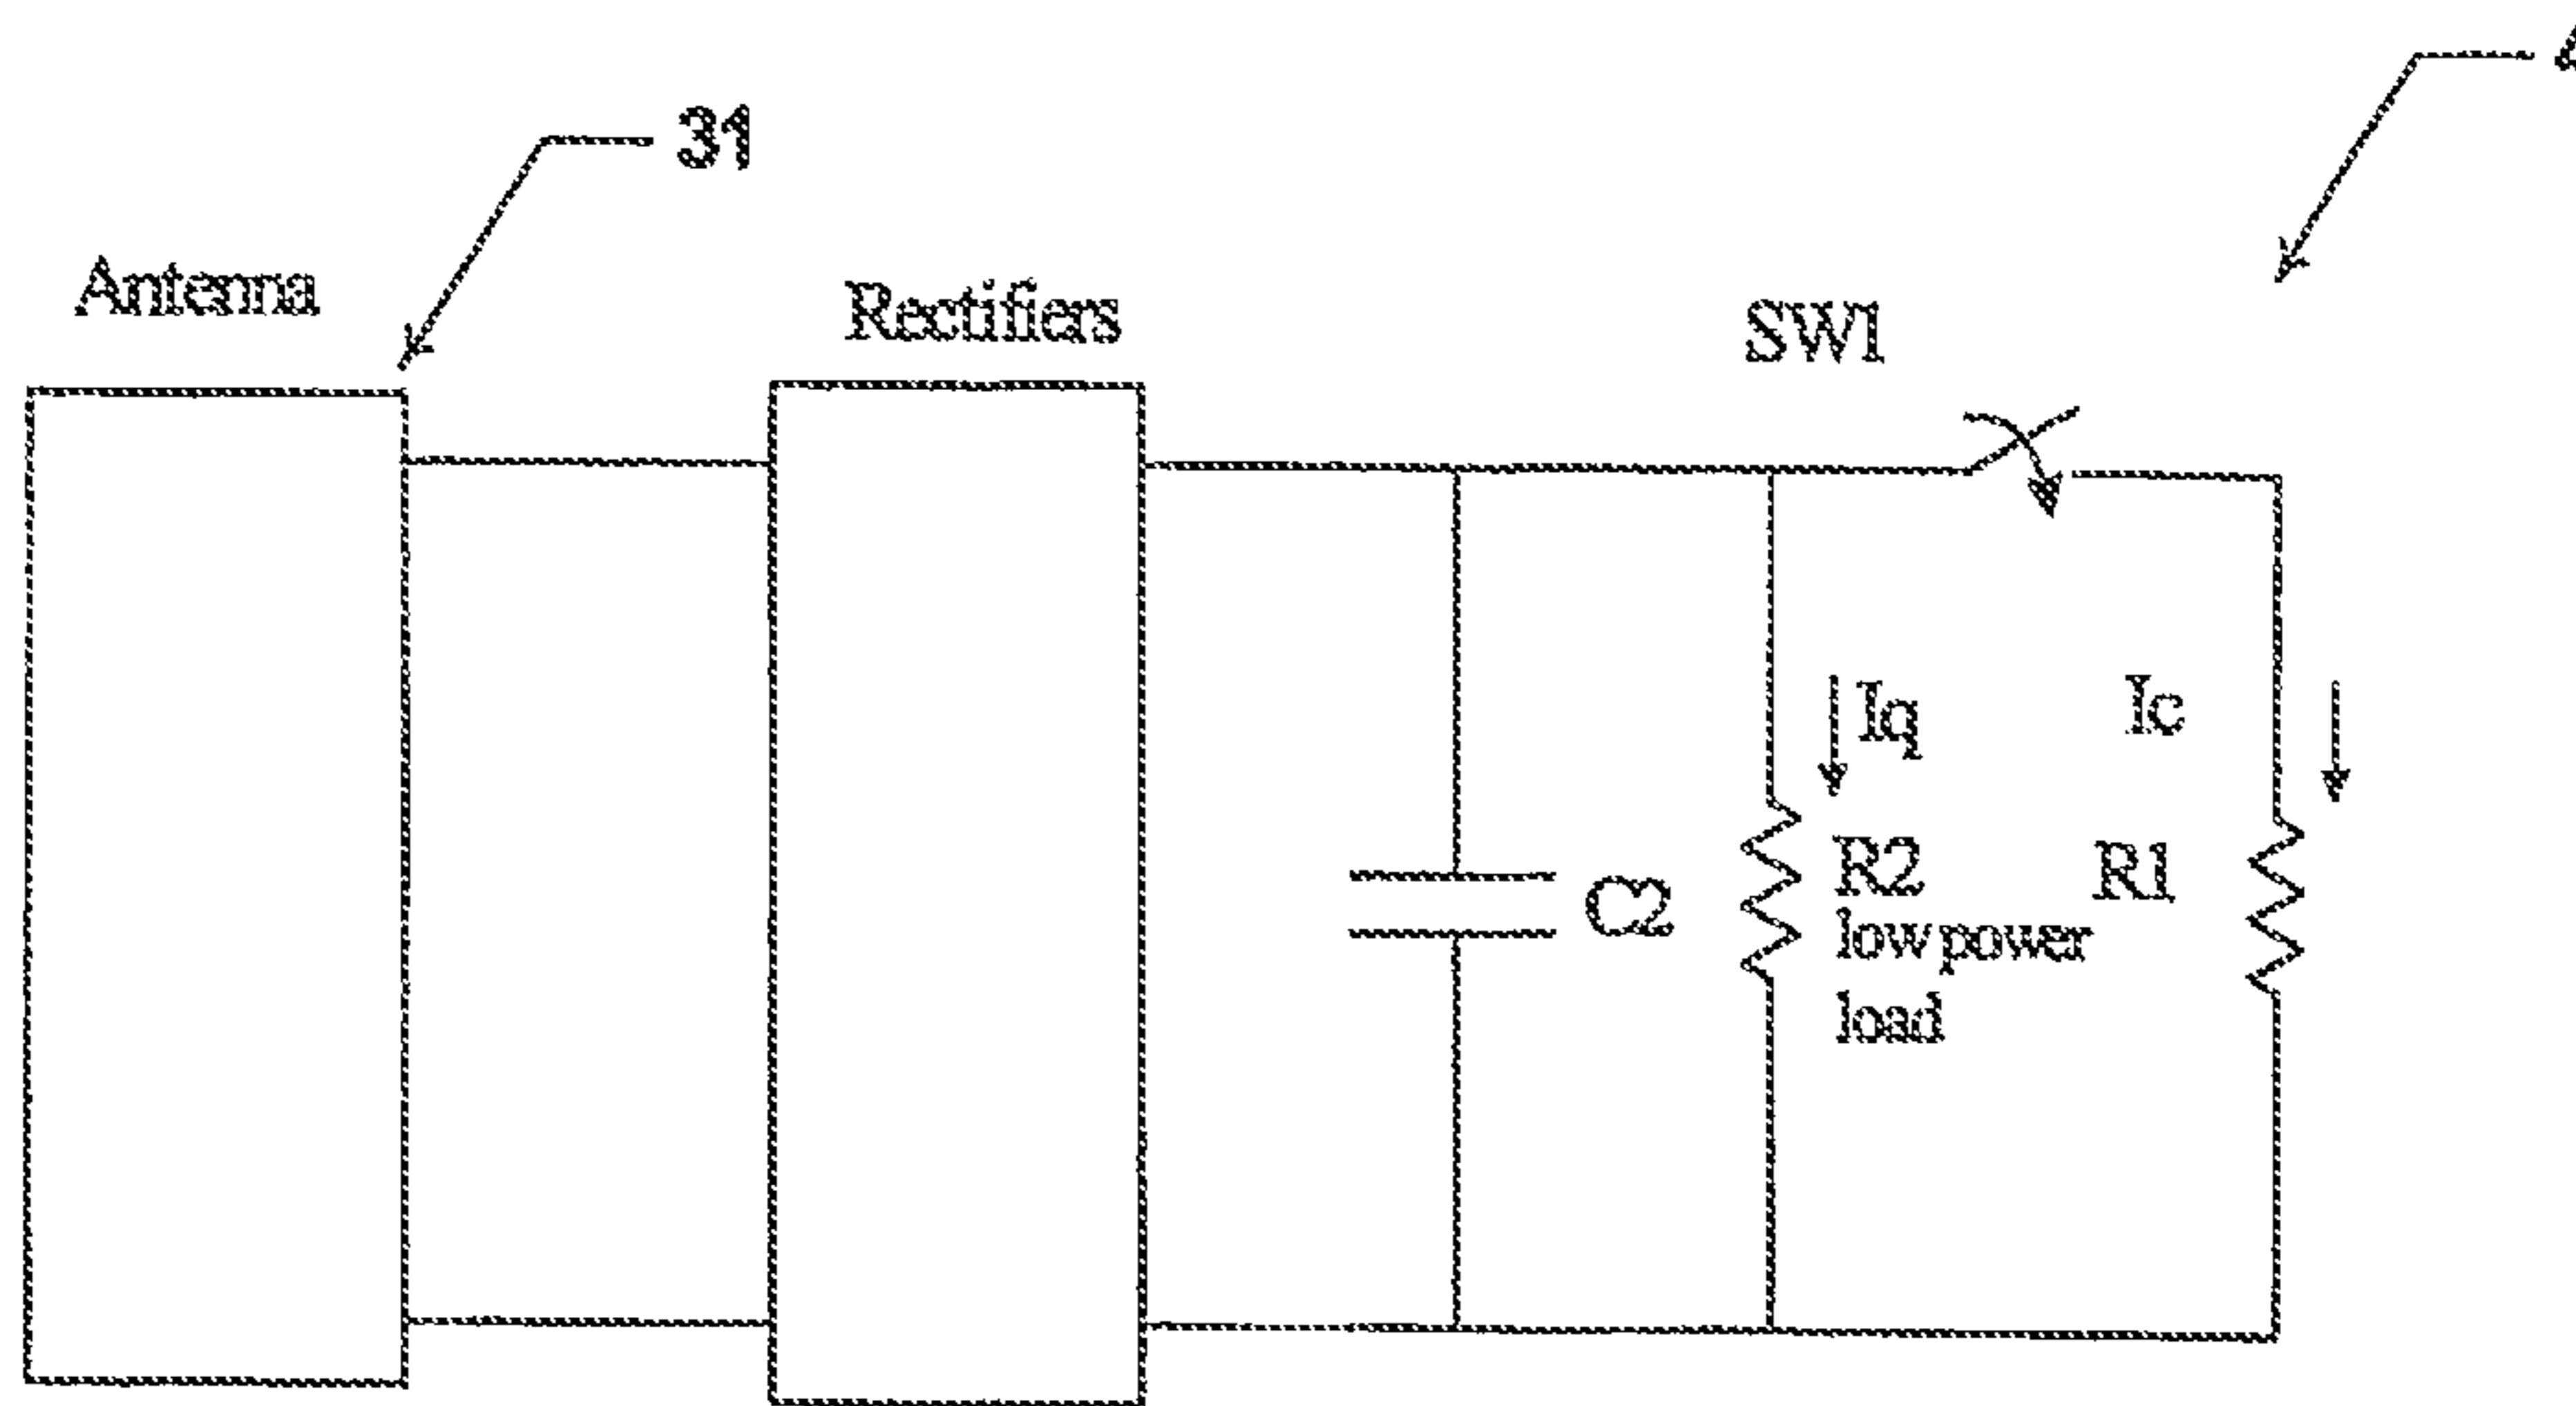 31
Antenna
Rectifiers
SW1
Iq
Ic
R2
low power
load
R1
C2